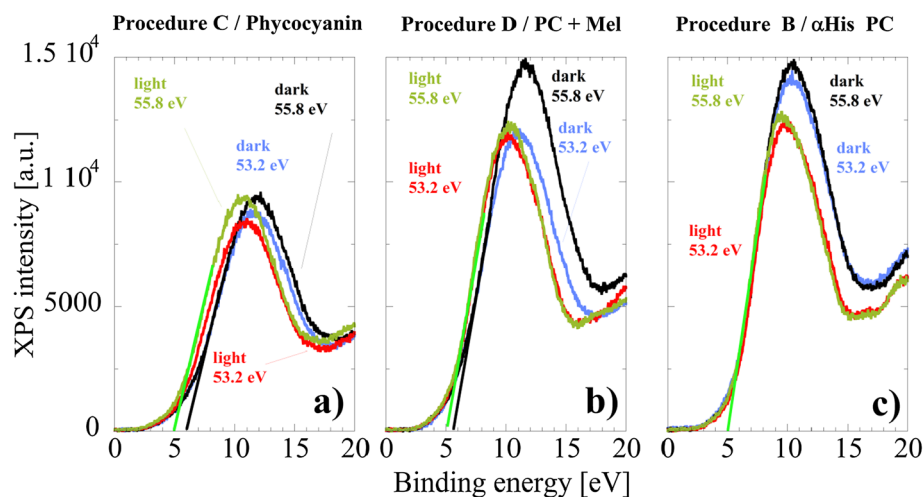 Procedure C / Phycocyanin
Procedure D / PC + Mel
Procedure B / αHis PC
XPS intensity [a.u.]
1.5 10⁴
1 10⁴
5000
0
light
55.8 eV
dark
55.8 eV
dark
53.2 eV
light
53.2 eV
a)
0 5 10 15 20
light
55.8 eV
dark
55.8 eV
dark
53.2 eV
light
53.2 eV
b)
0 5 10 15 20
light
55.8 eV
dark
55.8 eV
dark
53.2 eV
light
53.2 eV
c)
0 5 10 15 20
Binding energy [eV]